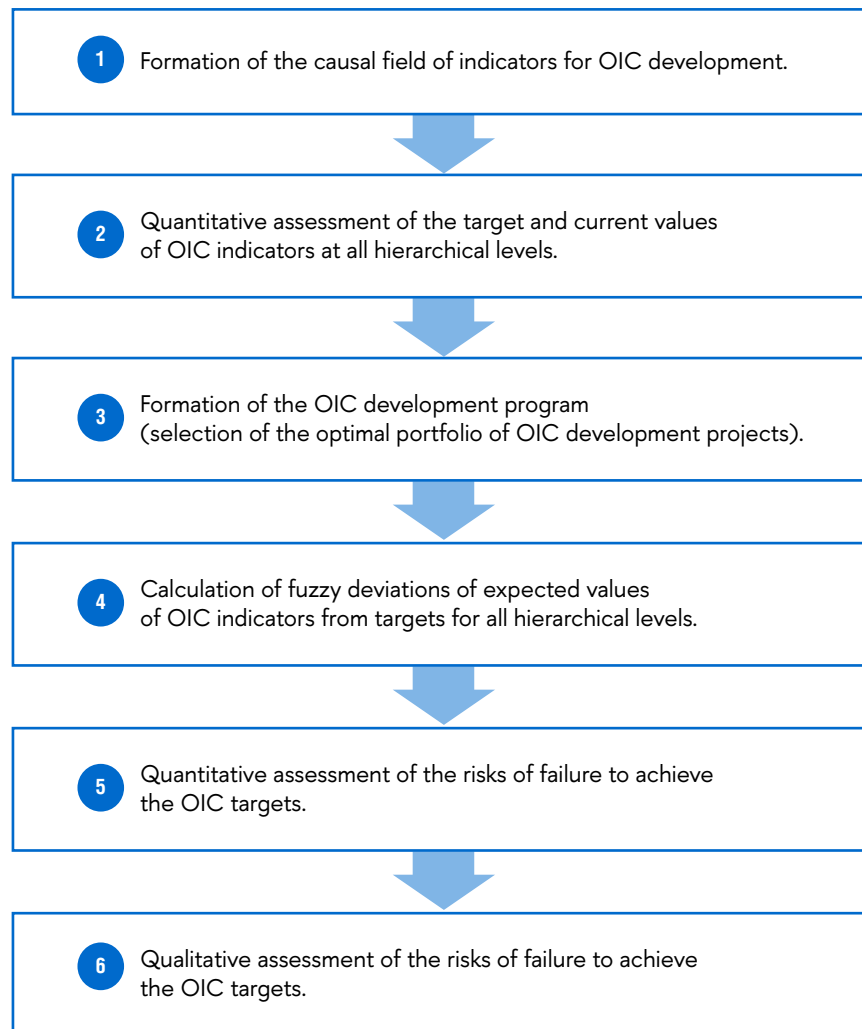 1
Formation of the causal field of indicators for OIC development.
2
Quantitative assessment of the target and current values
of OIC indicators at all hierarchical levels.
3
Formation of the OIC development program
(selection of the optimal portfolio of OIC development projects).
4
Calculation of fuzzy deviations of expected values
of OIC indicators from targets for all hierarchical levels.
5
Quantitative assessment of the risks of failure to achieve
the OIC targets.
6
Qualitative assessment of the risks of failure to achieve
the OIC targets.